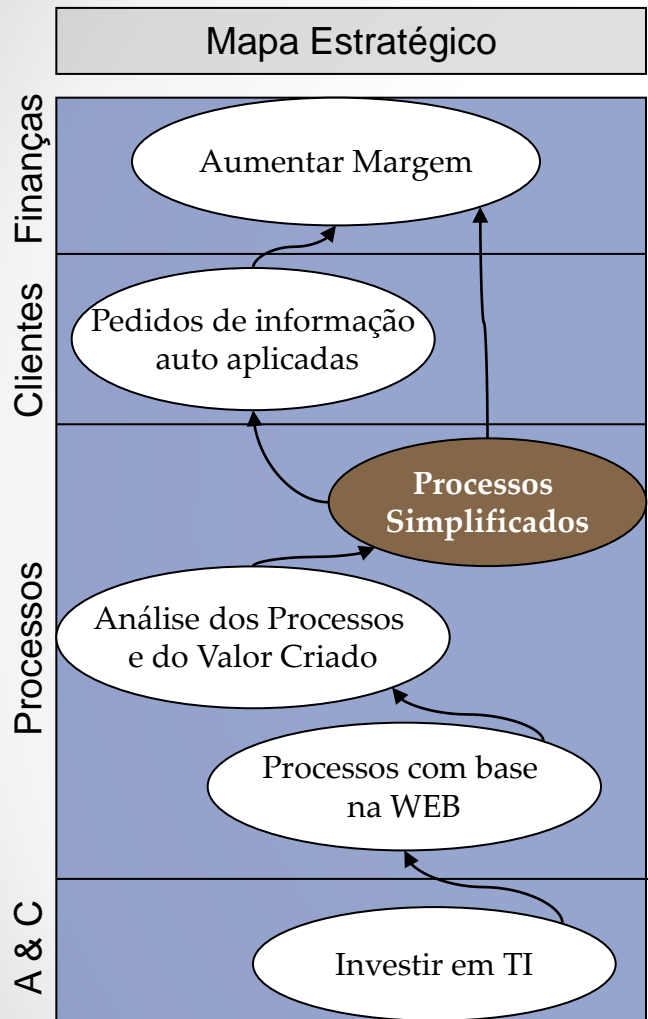 Mapa Estratégico
Finanças
Aumentar Margem
Clientes
Pedidos de informação
auto aplicadas
Processos
Processos
Simplificados
Análise dos Processos
e do Valor Criado
Processos com base
na WEB
A & C
Investir em TI